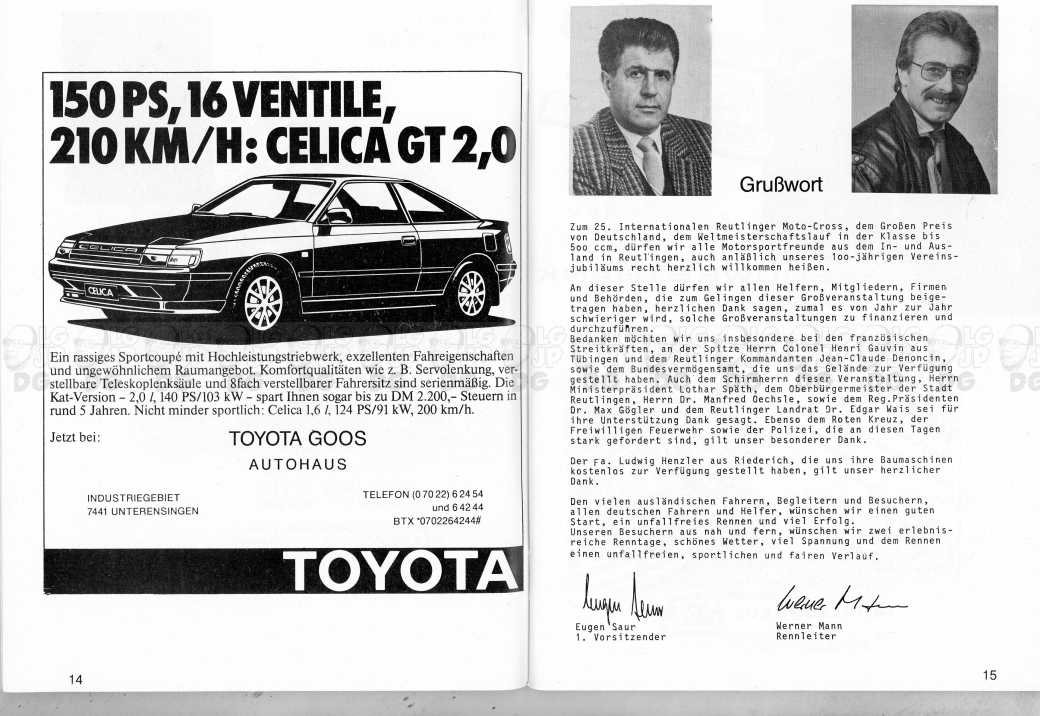 150 PS, 16 VENTILE,
210 KM/H: CELICA GT 2,0
CELICA
CELICA
Ein rassiges Sportcoupé mit Hochleistungstriebwerk, exzellenten Fahreigenschaften
und ungewöhnlichem Raumangebot. Komfortqualitäten wie z. B. Servolenkung, ver-
stellbare Teleskoplenksäule und 8fach verstellbarer Fahrersitz sind serienmäßig. Die
Kat-Version – 2,0 l, 140 PS/103 kW – spart Ihnen sogar bis zu DM 2.200,– Steuern in
rund 5 Jahren. Nicht minder sportlich: Celica 1,6 l, 124 PS/91 kW, 200 km/h.
Jetzt bei:
TOYOTA GOOS
AUTOHAUS
INDUSTRIEGEBIET
7441 UNTERENSINGEN
TELEFON (0 70 22) 6 24 54
und 6 42 44
BTX *0702264244#
TOYOTA
14
Grußwort
Zum 25. Internationalen Reutlinger Moto-Cross, dem Großen Preis
von Deutschland, dem Weltmeisterschaftslauf in der Klasse bis
5oo ccm, dürfen wir alle Motorsportfreunde aus dem In- und Aus-
land in Reutlingen, auch anläßlich unseres 1oo-jährigen Vereins-
jubiläums recht herzlich willkommen heißen.
An dieser Stelle dürfen wir allen Helfern, Mitgliedern, Firmen
und Behörden, die zum Gelingen dieser Großveranstaltung beige-
tragen haben, herzlichen Dank sagen, zumal es von Jahr zu Jahr
schwieriger wird, solche Großveranstaltungen zu finanzieren und
durchzuführen.
Bedanken möchten wir uns insbesondere bei den französischen
Streitkräften, an der Spitze Herrn Colonel Henri Gauvin aus
Tübingen und dem Reutlinger Kommandanten Jean-Claude Denoncin,
sowie dem Bundesvermögensamt, die uns das Gelände zur Verfügung
gestellt haben. Auch dem Schirmherrn dieser Veranstaltung, Herrn
Ministerpräsident Lothar Späth, dem Oberbürgermeister der Stadt
Reutlingen, Herrn Dr. Manfred Oechsle, sowie dem Reg.Präsidenten
Dr. Max Gögler und dem Reutlinger Landrat Dr. Edgar Wais sei für
ihre Unterstützung Dank gesagt. Ebenso dem Roten Kreuz, der
Freiwilligen Feuerwehr sowie der Polizei, die an diesen Tagen
stark gefordert sind, gilt unser besonderer Dank.
Der Fa. Ludwig Henzler aus Riederich, die uns ihre Baumaschinen
kostenlos zur Verfügung gestellt haben, gilt unser herzlicher
Dank.
Den vielen ausländischen Fahrern, Begleitern und Besuchern,
allen deutschen Fahrern und Helfer, wünschen wir einen guten
Start, ein unfallfreies Rennen und viel Erfolg.
Unseren Besuchern aus nah und fern, wünschen wir zwei erlebnis-
reiche Renntage, schönes Wetter, viel Spannung und dem Rennen
einen unfallfreien, sportlichen und fairen Verlauf.
Eugen Saur
1. Vorsitzender
Werner Mann
Rennleiter
15